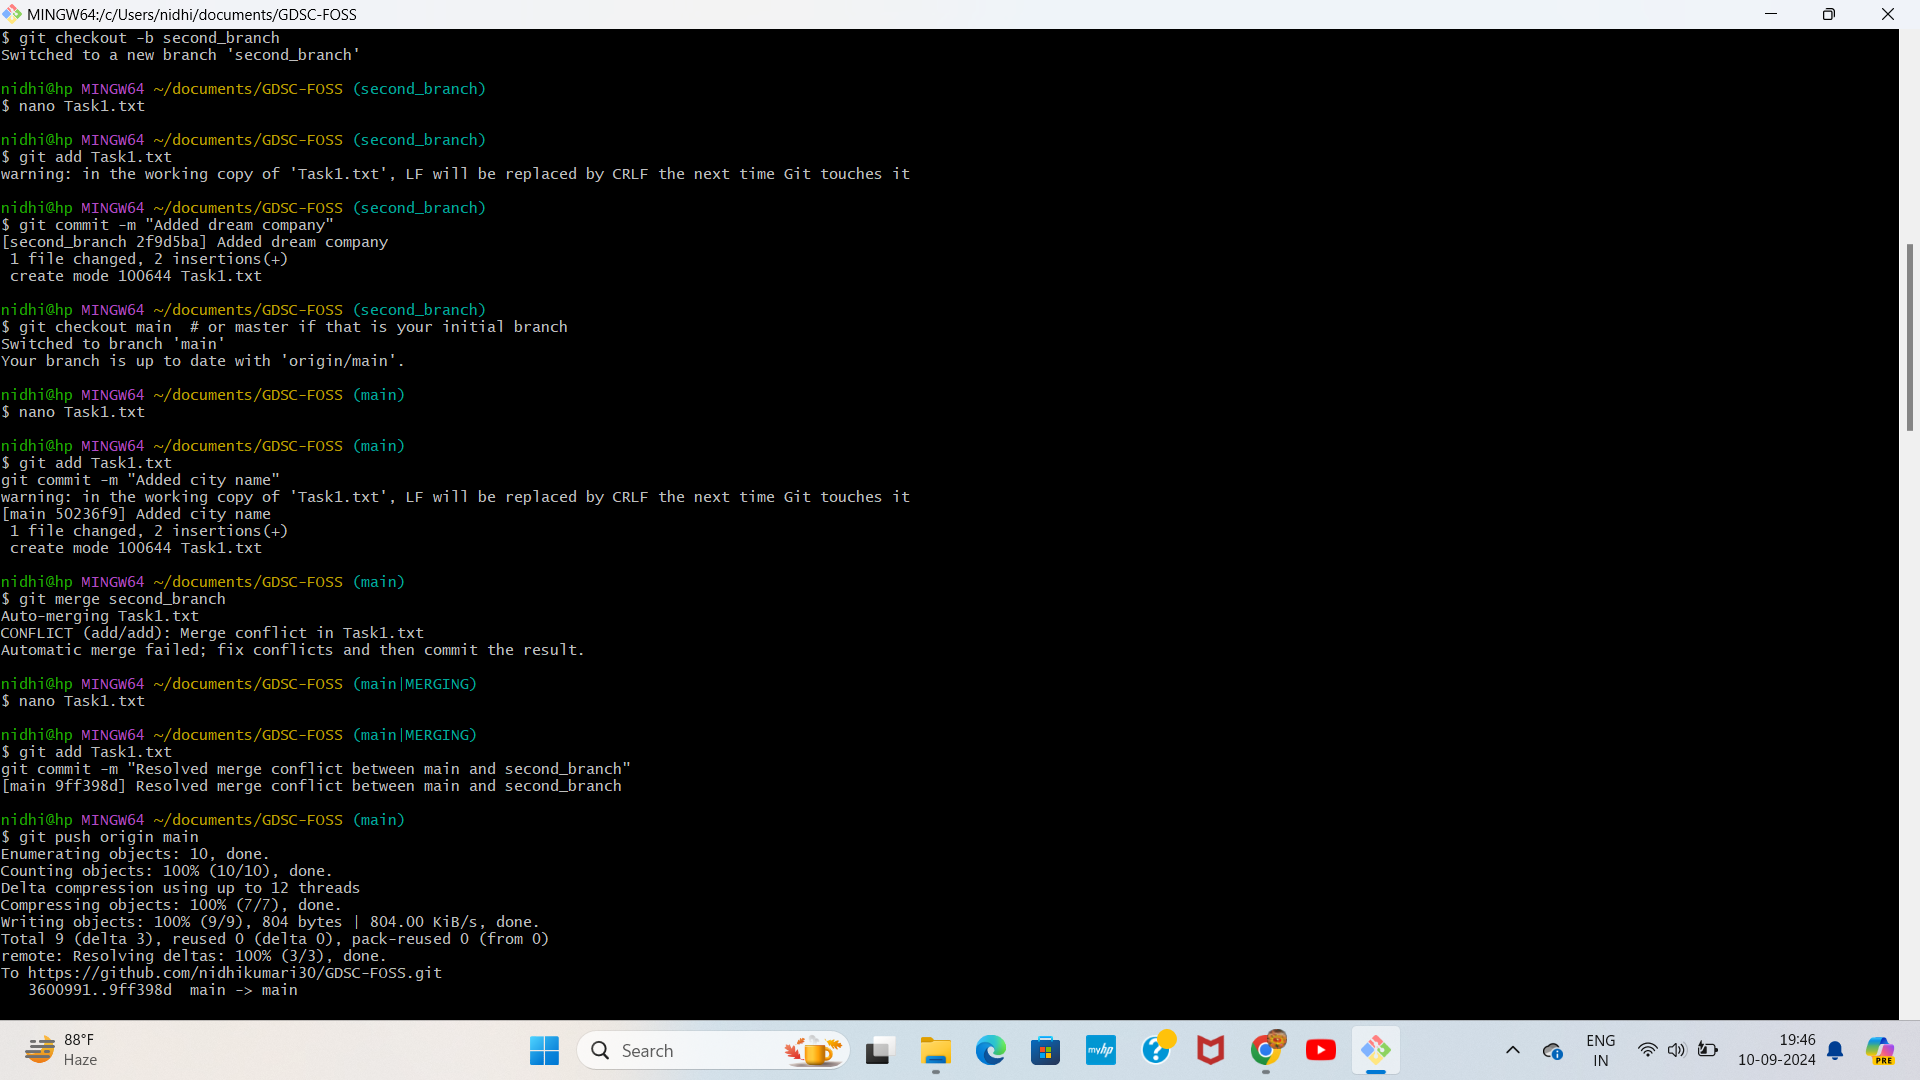 MINGW64:/c/Users/nidhi/documents/GDSC-FOSS
$ git checkout -b second_branch
Switched to a new branch 'second_branch'
nidhi@hp MINGW64 ~/documents/GDSC-FOSS (second_branch)
$ nano Task1.txt
nidhi@hp MINGW64 ~/documents/GDSC-FOSS (second_branch)
$ git add Task1.txt
warning: in the working copy of 'Task1.txt', LF will be replaced by CRLF the next time Git touches it
nidhi@hp MINGW64 ~/documents/GDSC-FOSS (second_branch)
$ git commit -m "Added dream company"
[second_branch 2f9d5ba] Added dream company
 1 file changed, 2 insertions(+)
 create mode 100644 Task1.txt
nidhi@hp MINGW64 ~/documents/GDSC-FOSS (second_branch)
$ git checkout main  # or master if that is your initial branch
Switched to branch 'main'
Your branch is up to date with 'origin/main'.
nidhi@hp MINGW64 ~/documents/GDSC-FOSS (main)
$ nano Task1.txt
nidhi@hp MINGW64 ~/documents/GDSC-FOSS (main)
$ git add Task1.txt
git commit -m "Added city name"
warning: in the working copy of 'Task1.txt', LF will be replaced by CRLF the next time Git touches it
[main 50236f9] Added city name
 1 file changed, 2 insertions(+)
 create mode 100644 Task1.txt
nidhi@hp MINGW64 ~/documents/GDSC-FOSS (main)
$ git merge second_branch
Auto-merging Task1.txt
CONFLICT (add/add): Merge conflict in Task1.txt
Automatic merge failed; fix conflicts and then commit the result.
nidhi@hp MINGW64 ~/documents/GDSC-FOSS (main|MERGING)
$ nano Task1.txt
nidhi@hp MINGW64 ~/documents/GDSC-FOSS (main|MERGING)
$ git add Task1.txt
git commit -m "Resolved merge conflict between main and second_branch"
[main 9ff398d] Resolved merge conflict between main and second_branch
nidhi@hp MINGW64 ~/documents/GDSC-FOSS (main)
$ git push origin main
Enumerating objects: 10, done.
Counting objects: 100% (10/10), done.
Delta compression using up to 12 threads
Compressing objects: 100% (7/7), done.
Writing objects: 100% (9/9), 804 bytes | 804.00 KiB/s, done.
Total 9 (delta 3), reused 0 (delta 0), pack-reused 0 (from 0)
remote: Resolving deltas: 100% (3/3), done.
To https://github.com/nidhikumari30/GDSC-FOSS.git
   3600991..9ff398d  main -> main
88°F
Haze
Search
myhp
ENG
IN
19:46
10-09-2024
PRE